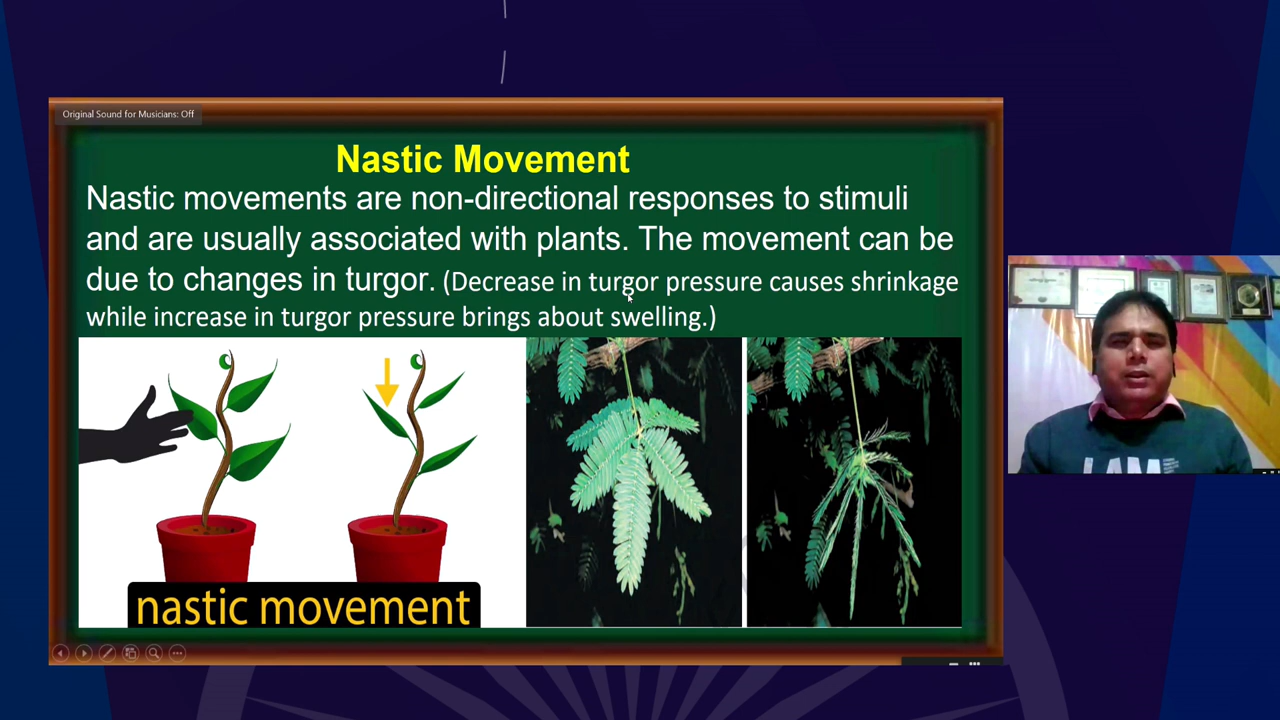 Original Sound for Musicians: Off
Nastic Movement
Nastic movements are non-directional responses to stimuli
and are usually associated with plants. The movement can be
due to changes in turgor. (Decrease in turgor pressure causes shrinkage
while increase in turgor pressure brings about swelling.)
nastic movement
I AM